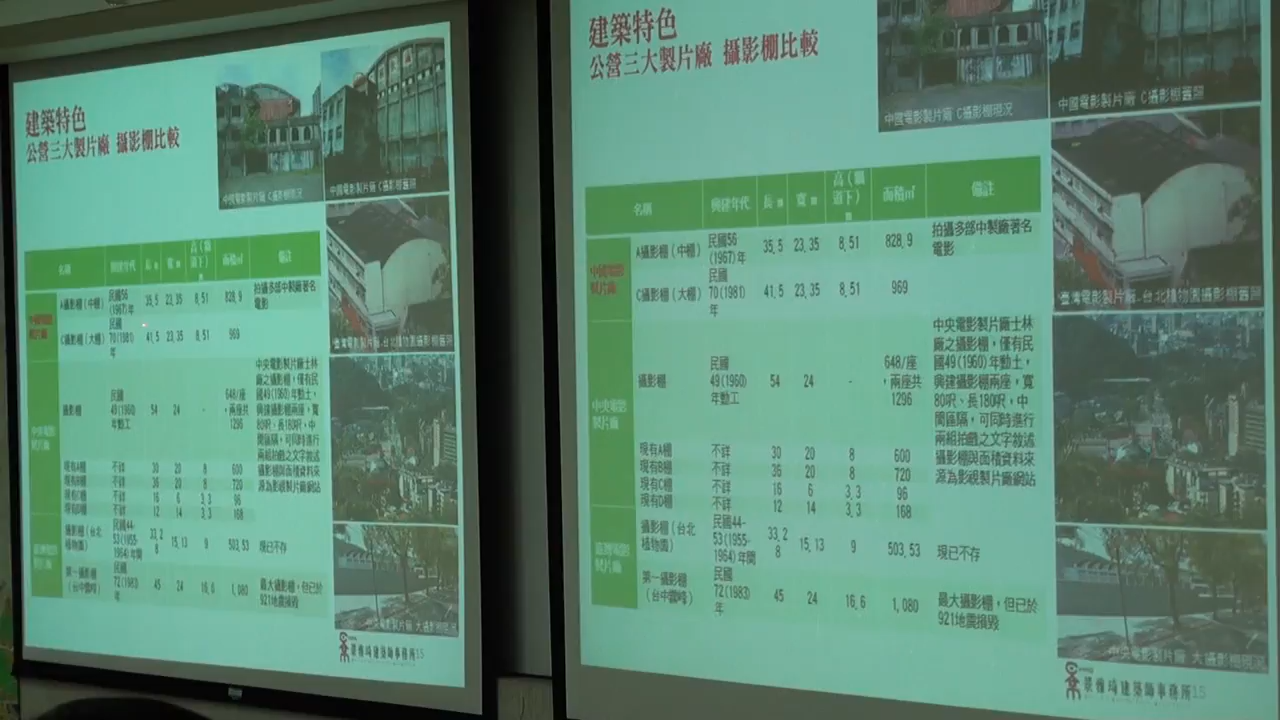 建築特色
公營三大製片廠 攝影棚比較
中國電影製片廠 C攝影棚現況
中國電影製片廠 C攝影棚舊照
名稱 興建年代 長 寬 高(貓道下) 面積㎡ 備註
中國電影製片廠
A攝影棚(中棚) 民國56(1967)年 35.5 23.35 8.51 828.9 拍攝多部中製廠著名電影
C攝影棚(大棚) 民國70(1981)年 41.5 23.35 8.51 969
臺灣電影製片廠-台北植物園攝影棚舊照
中央電影製片廠
攝影棚 民國49(1960)年動工 54 24 - 648/座,兩座共1296
中央電影製片廠士林
廠之攝影棚,僅有民
國49(1960)年動土,
興建攝影棚兩座,寬
80呎、長180呎,中
間區隔,可同時進行
兩組拍戲之文字敘述
攝影棚與面積資料來
源為影視製片廠網站
現有A棚 不詳 30 20 8 600
現有B棚 不詳 36 20 8 720
現有C棚 不詳 16 6 3.3 96
現有D棚 不詳 12 14 3.3 168
臺灣電影製片廠
攝影棚(台北植物園) 民國44-53(1955-1964)年間 33.28 15.13 9 503.53 現已不存
第一攝影棚(台中霧峰) 民國72(1983)年 45 24 16.6 1,080 最大攝影棚,但已於921地震損毀
中央電影製片廠 大攝影棚現況
建築師事務所15